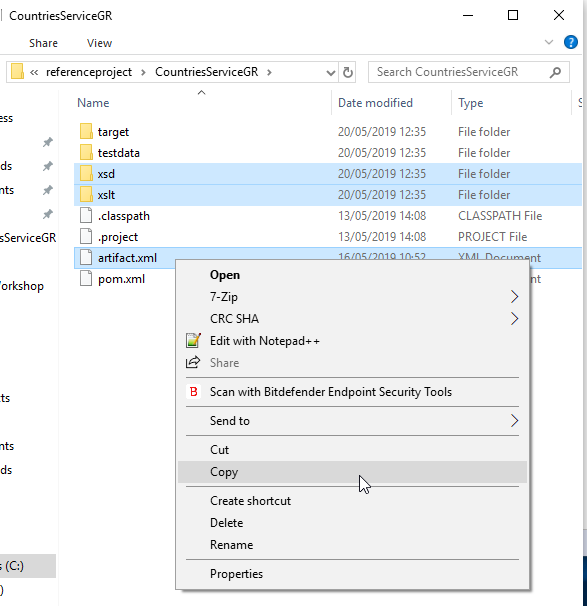 CountriesServiceGR
Share View
« referenceproject > CountriesServiceGR > Search CountriesServiceGR
Name Date modified Type S
ess
target 20/05/2019 12:35 File folder
testdata 20/05/2019 12:35 File folder
ds
xsd 20/05/2019 12:35 File folder
nts
xslt 20/05/2019 12:35 File folder
.classpath 13/05/2019 14:08 CLASSPATH File
esServiceGR
.project 13/05/2019 14:08 PROJECT File
artifact.xml 16/05/2019 10:52 XML Document
pom.xml
ment
Workshop
Open
7-Zip
CRC SHA
Edit with Notepad++
Share
B Scan with Bitdefender Endpoint Security Tools
ts
Send to
nts
Cut
ds
Copy
Create shortcut
Delete
Rename
s (C:)
Properties
)